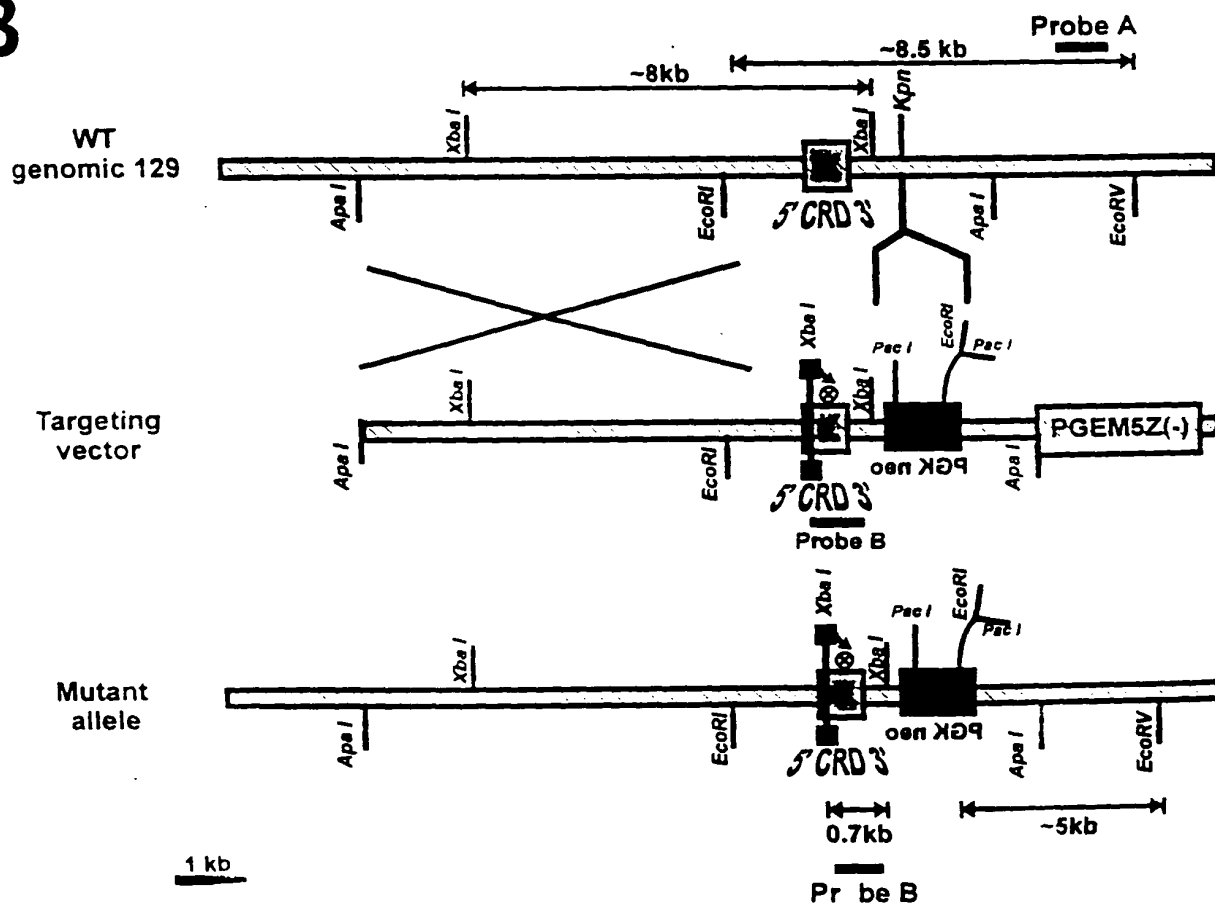 B
Probe A
~8.5 kb
~8kb
Xba I
Xba I
Kpn
WT
genomic 129
Apa I
EcoRI
5' CRD 3'
Apa I
EcoRV
Xba I
EcoRI
Pac I
Pac I
Xba I
Xba I
Targeting
vector
PGEM5Z(-)
Apa I
EcoRI
PGK neo
Apa I
5' CRD 3'
Probe B
Xba I
EcoRI
Pac I
Pac I
Xba I
Xba I
Mutant
allele
Apa I
EcoRI
PGK neo
Apa I
EcoRV
5' CRD 3'
0.7kb
~5kb
1 kb
Pr be B